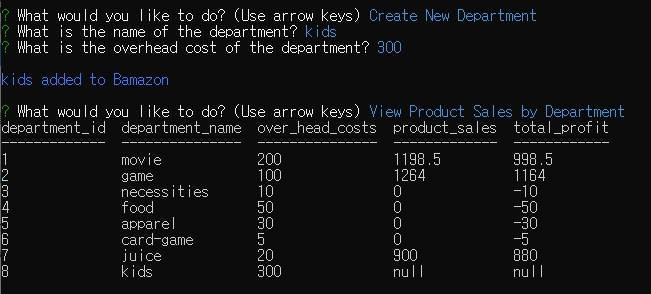 ? What would you like to do? (Use arrow keys) Create New Department
? What is the name of the department? kids
? What is the overhead cost of the department? 300
kids added to Bamazon
? What would you like to do? (Use arrow keys) View Product Sales by Department
department_id  department_name  over_head_costs  product_sales  total_profit
-------------  ---------------  ---------------  -------------  ------------
1              movie            200              1198.5         998.5
2              game             100              1264           1164
3              necessities      10               0              -10
4              food             50               0              -50
5              apparel          30               0              -30
6              card-game        5                0              -5
7              juice            20               900            880
8              kids             300              null           null